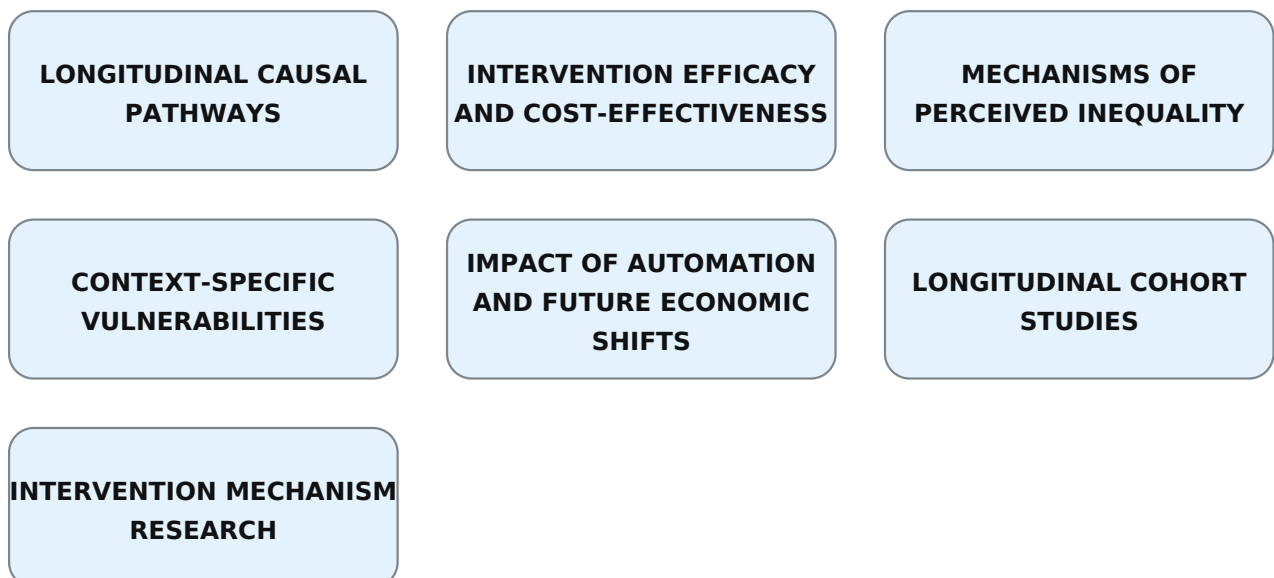 LONGITUDINAL CAUSAL
PATHWAYS
INTERVENTION EFFICACY
AND COST-EFFECTIVENESS
MECHANISMS OF
PERCEIVED INEQUALITY
CONTEXT-SPECIFIC
VULNERABILITIES
IMPACT OF AUTOMATION
AND FUTURE ECONOMIC
SHIFTS
LONGITUDINAL COHORT
STUDIES
INTERVENTION MECHANISM
RESEARCH